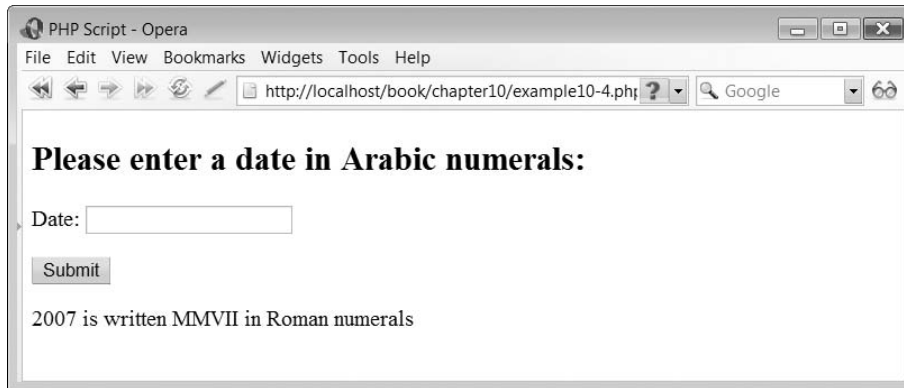 PHP Script - Opera
File Edit View Bookmarks Widgets Tools Help
http://localhost/book/chapter10/example10-4.php ? Google
Please enter a date in Arabic numerals:
Date:
Submit
2007 is written MMVII in Roman numerals